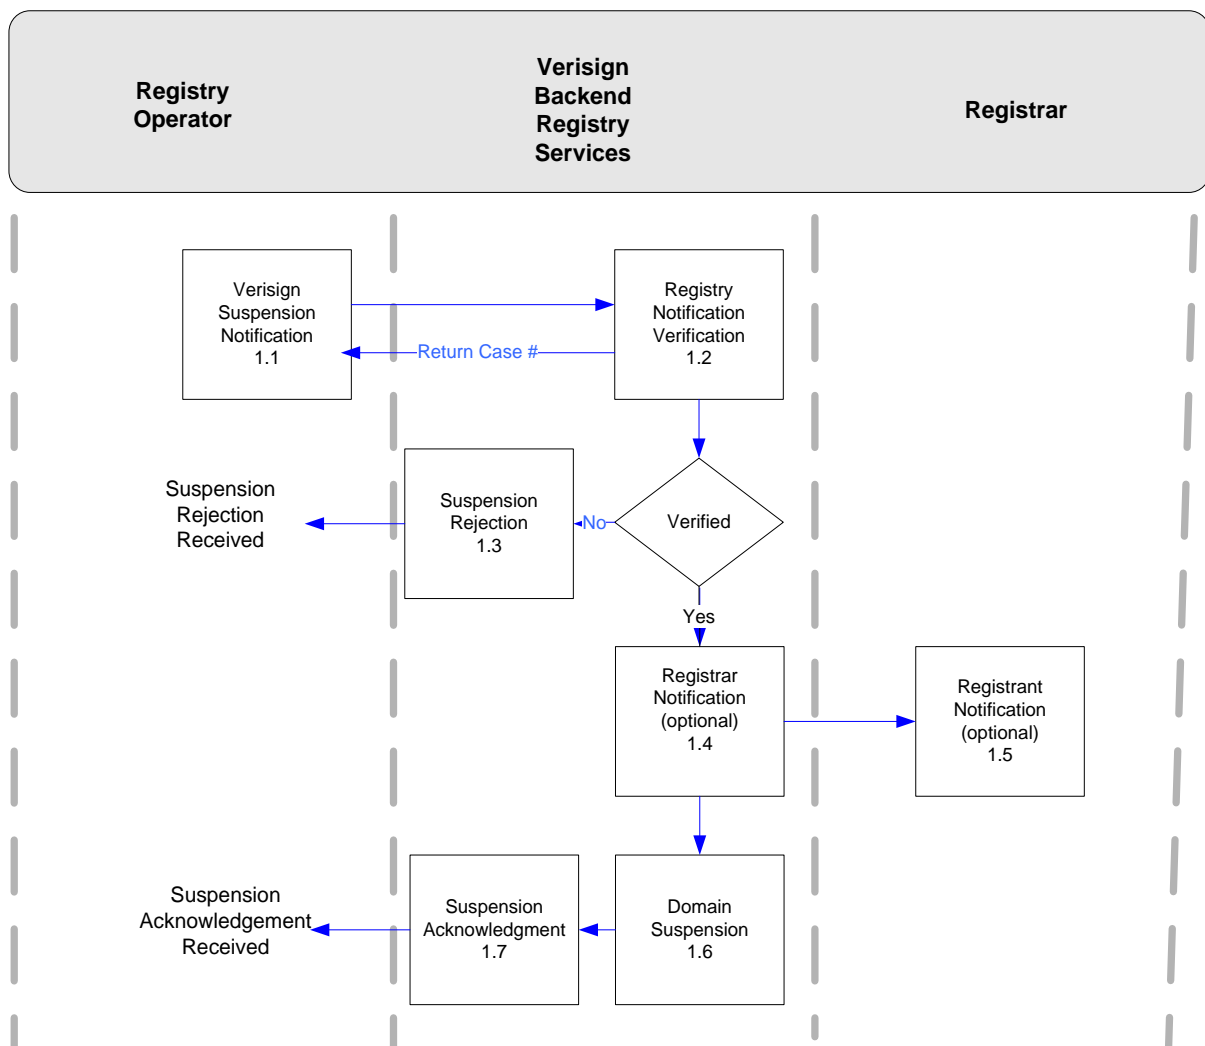 Registry
Operator
Verisign
Backend
Registry
Services
Registrar
Verisign
Suspension
Notification
1.1
Return Case #
Registry
Notification
Verification
1.2
Suspension
Rejection
Received
Suspension
Rejection
1.3
No
Verified
Yes
Registrar
Notification
(optional)
1.4
Registrant
Notification
(optional)
1.5
Suspension
Acknowledgement
Received
Suspension
Acknowledgment
1.7
Domain
Suspension
1.6